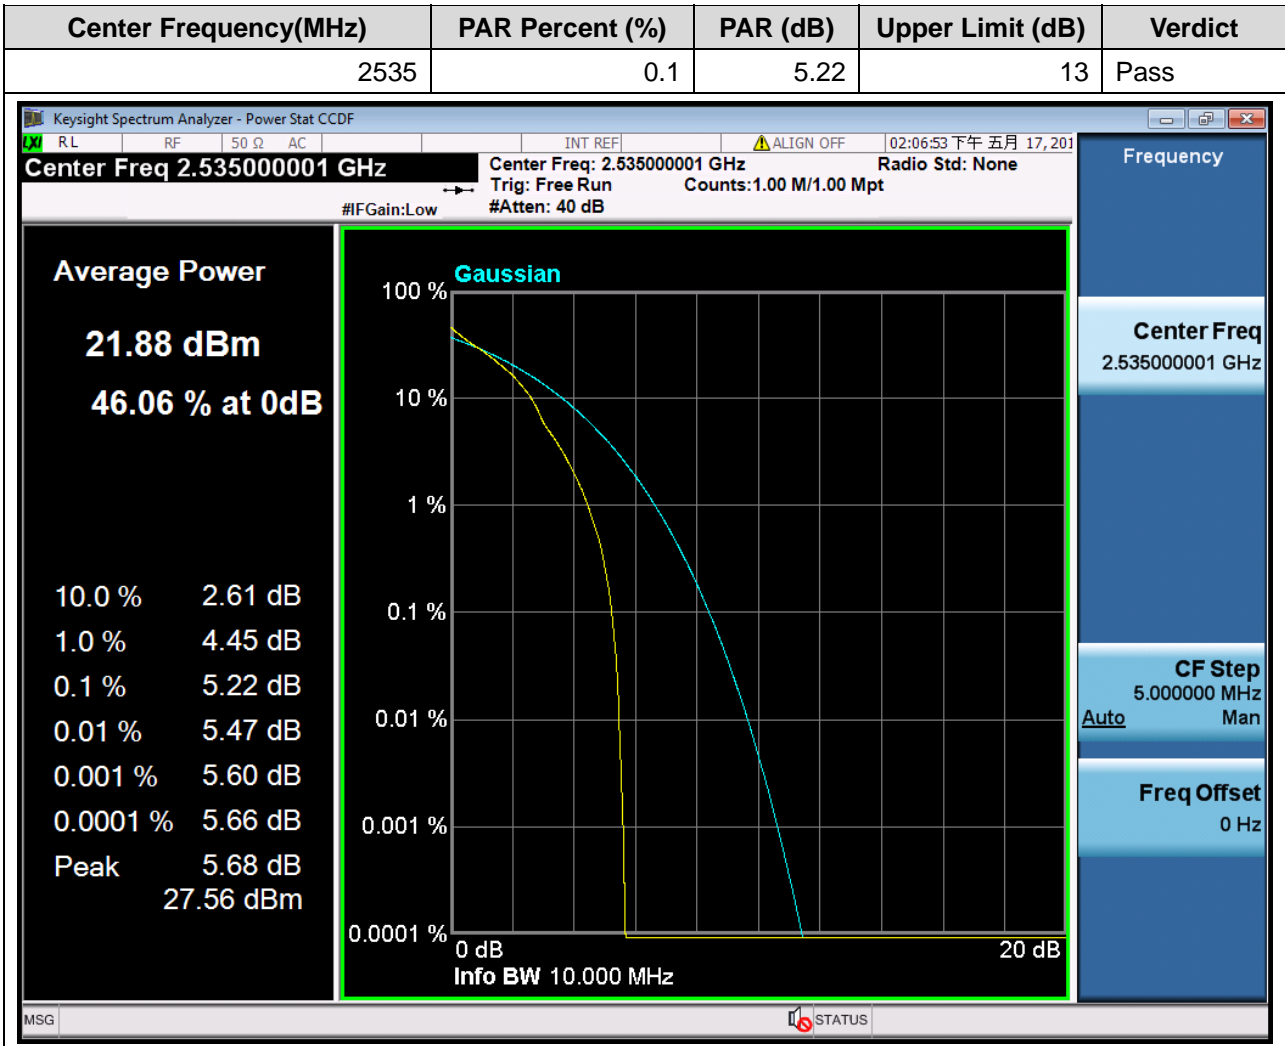 Center Frequency(MHz) PAR Percent (%) PAR (dB) Upper Limit (dB) Verdict
2535 0.1 5.22 13 Pass
Keysight Spectrum Analyzer - Power Stat CCDF
LXI RL RF 50 Ω AC INT REF ALIGN OFF 02:06:53 下午 五月 17, 201
Center Freq 2.535000001 GHz
Center Freq: 2.535000001 GHz Radio Std: None
Trig: Free Run Counts:1.00 M/1.00 Mpt
#IFGain:Low #Atten: 40 dB
Average Power
21.88 dBm
46.06 % at 0dB
10.0 % 2.61 dB
1.0 % 4.45 dB
0.1 % 5.22 dB
0.01 % 5.47 dB
0.001 % 5.60 dB
0.0001 % 5.66 dB
Peak 5.68 dB
27.56 dBm
Gaussian
100 %
10 %
1 %
0.1 %
0.01 %
0.001 %
0.0001 %
0 dB 20 dB
Info BW 10.000 MHz
Frequency
Center Freq
2.535000001 GHz
CF Step
5.000000 MHz
Auto Man
Freq Offset
0 Hz
MSG STATUS